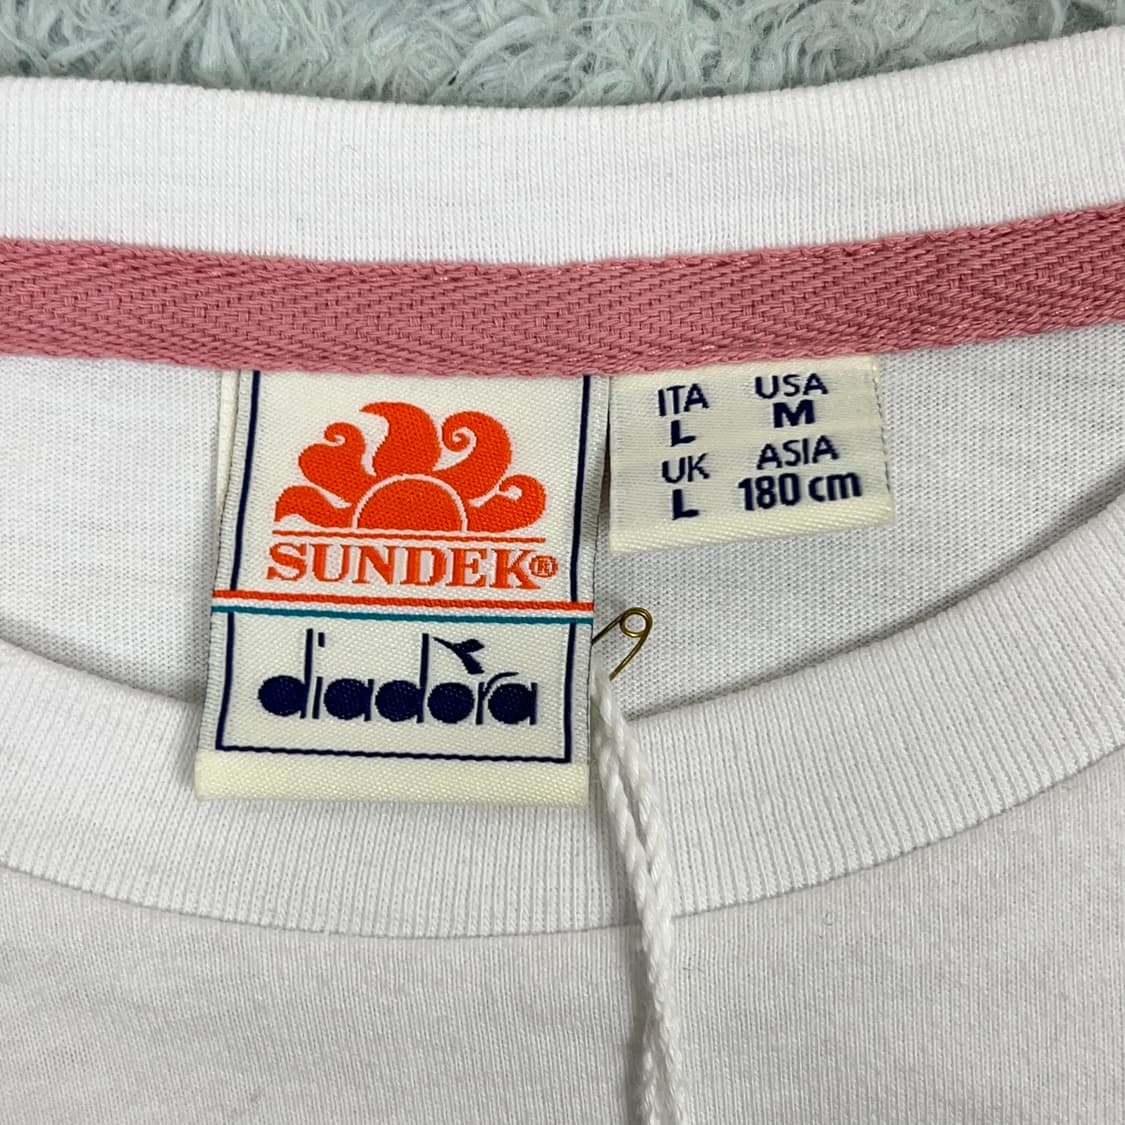 SUNDEK®
diadora
ITA USA
L M
UK ASIA
L 180 cm